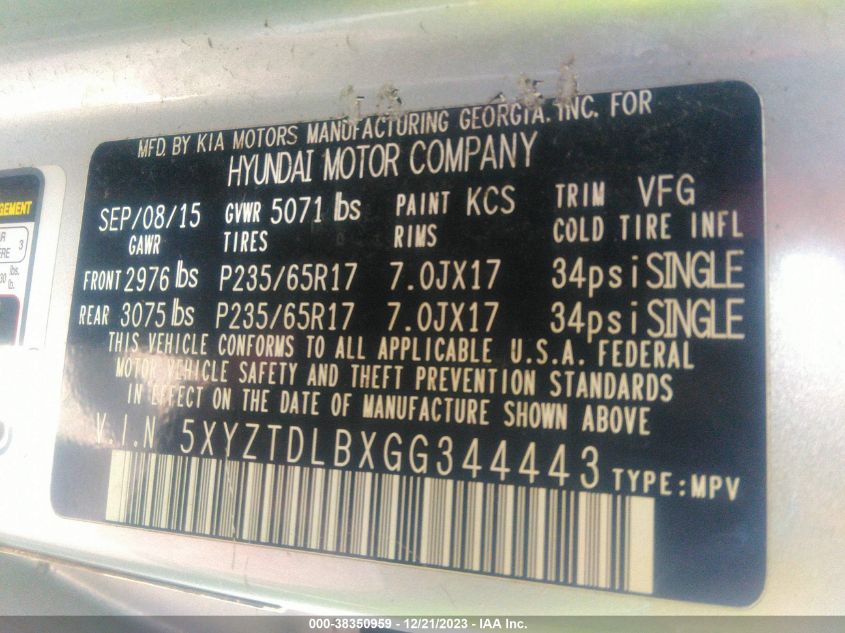 MFD. BY KIA MOTORS MANUFACTURING GEORGIA, INC. FOR
HYUNDAI MOTOR COMPANY
SEP/08/15 GVWR 5071 lbs PAINT KCS TRIM VFG
GAWR TIRES RIMS COLD TIRE INFL
FRONT 2976 lbs P235/65R17 7.0JX17 34psi SINGLE
REAR 3075 lbs P235/65R17 7.0JX17 34psi SINGLE
THIS VEHICLE CONFORMS TO ALL APPLICABLE U.S.A. FEDERAL
MOTOR VEHICLE SAFETY AND THEFT PREVENTION STANDARDS
IN EFFECT ON THE DATE OF MANUFACTURE SHOWN ABOVE
V.I.N 5XYZTDLBXGG344443 TYPE:MPV
3
lbs.
lb.
000-38350959 - 12/21/2023 - IAA Inc.